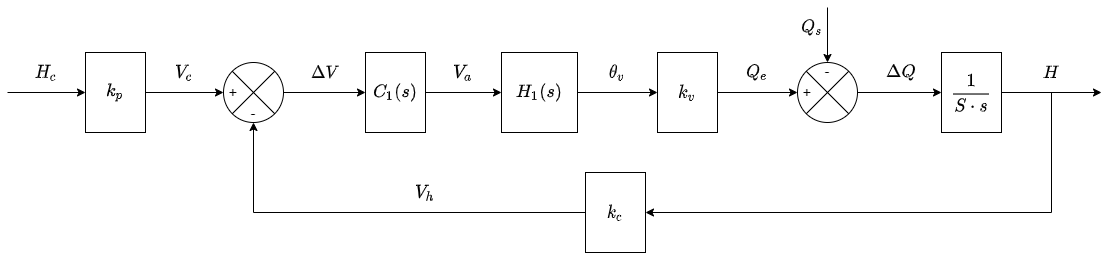 Q_s
H_c
k_p
V_c
+
-
ΔV
C_1(s)
V_a
H_1(s)
θ_v
k_v
Q_e
+
-
ΔQ
1
S · s
H
V_h
k_c